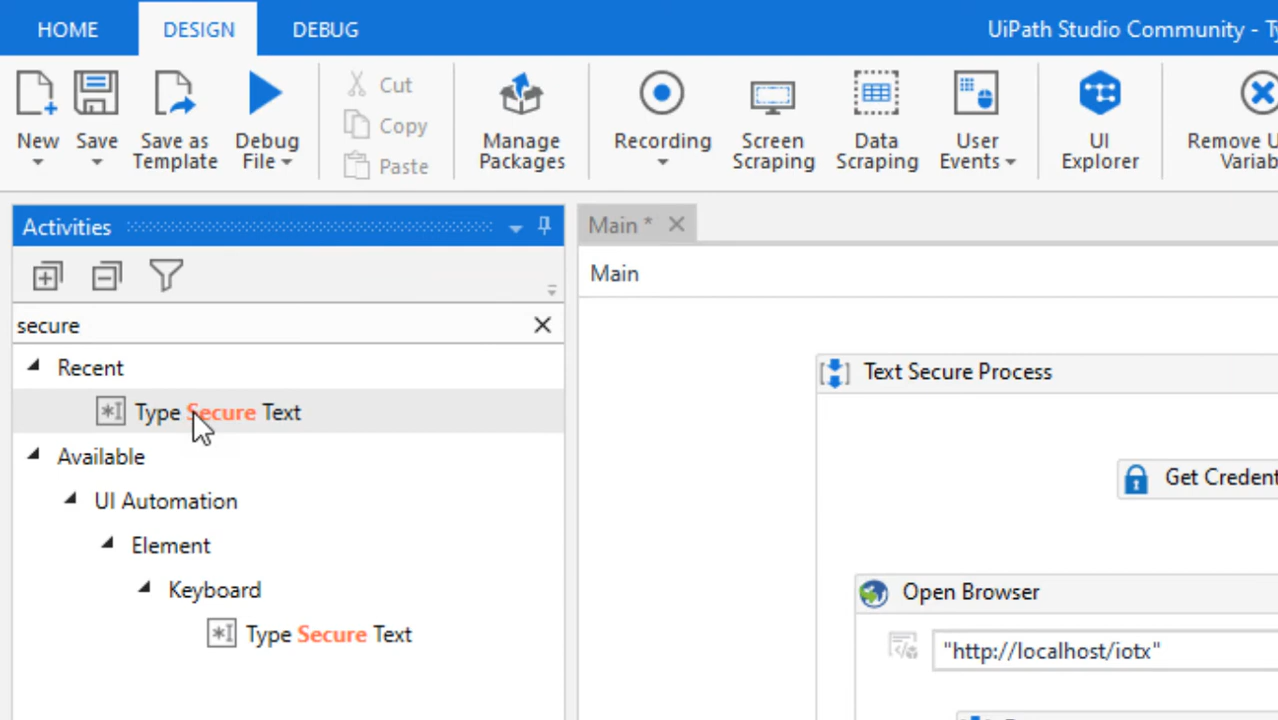 HOME DESIGN DEBUG UiPath Studio Community -
New Save Save as Template Debug File Cut Copy Paste Manage Packages Recording Screen Scraping Data Scraping User Events UI Explorer Remove
Activities
Main *
Main
secure
Recent
Type Secure Text
Available
UI Automation
Element
Keyboard
Type Secure Text
Text Secure Process
Get
Open Browser
"http://localhost/iotx"